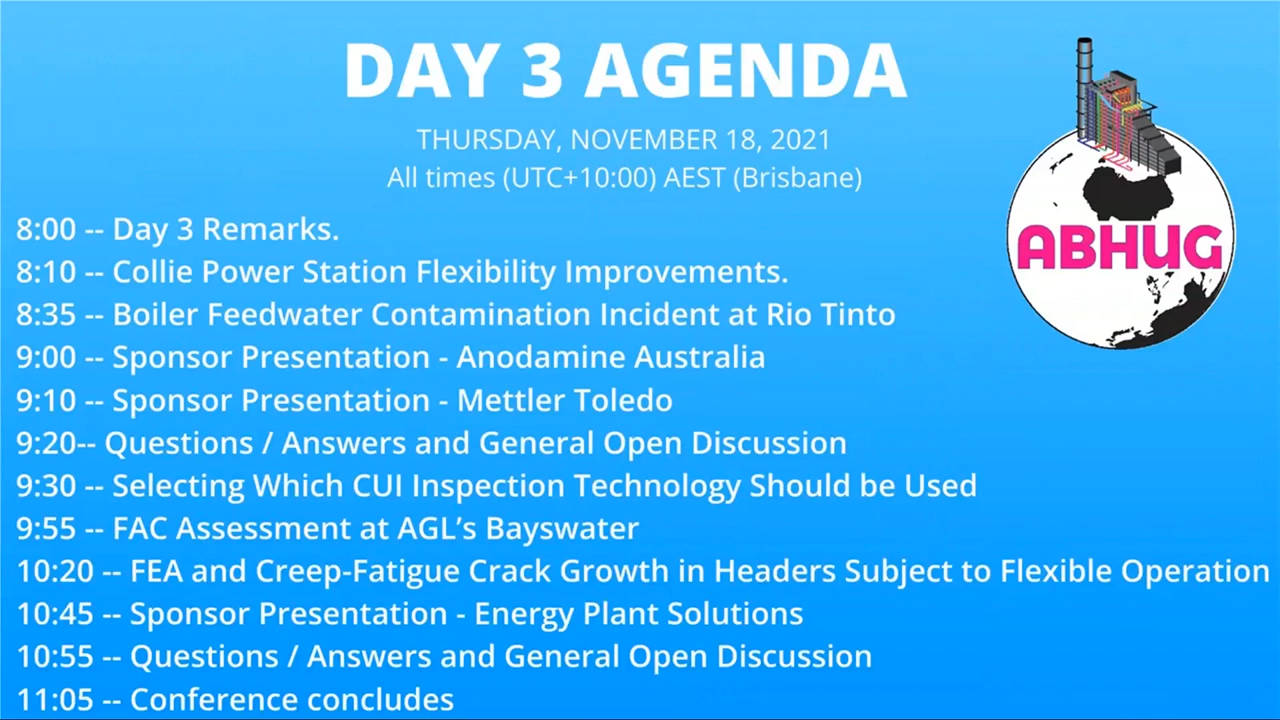 DAY 3 AGENDA
THURSDAY, NOVEMBER 18, 2021
All times (UTC+10:00) AEST (Brisbane)
ABHUG
8:00 -- Day 3 Remarks.
8:10 -- Collie Power Station Flexibility Improvements.
8:35 -- Boiler Feedwater Contamination Incident at Rio Tinto
9:00 -- Sponsor Presentation - Anodamine Australia
9:10 -- Sponsor Presentation - Mettler Toledo
9:20-- Questions / Answers and General Open Discussion
9:30 -- Selecting Which CUI Inspection Technology Should be Used
9:55 -- FAC Assessment at AGL’s Bayswater
10:20 -- FEA and Creep-Fatigue Crack Growth in Headers Subject to Flexible Operation
10:45 -- Sponsor Presentation - Energy Plant Solutions
10:55 -- Questions / Answers and General Open Discussion
11:05 -- Conference concludes